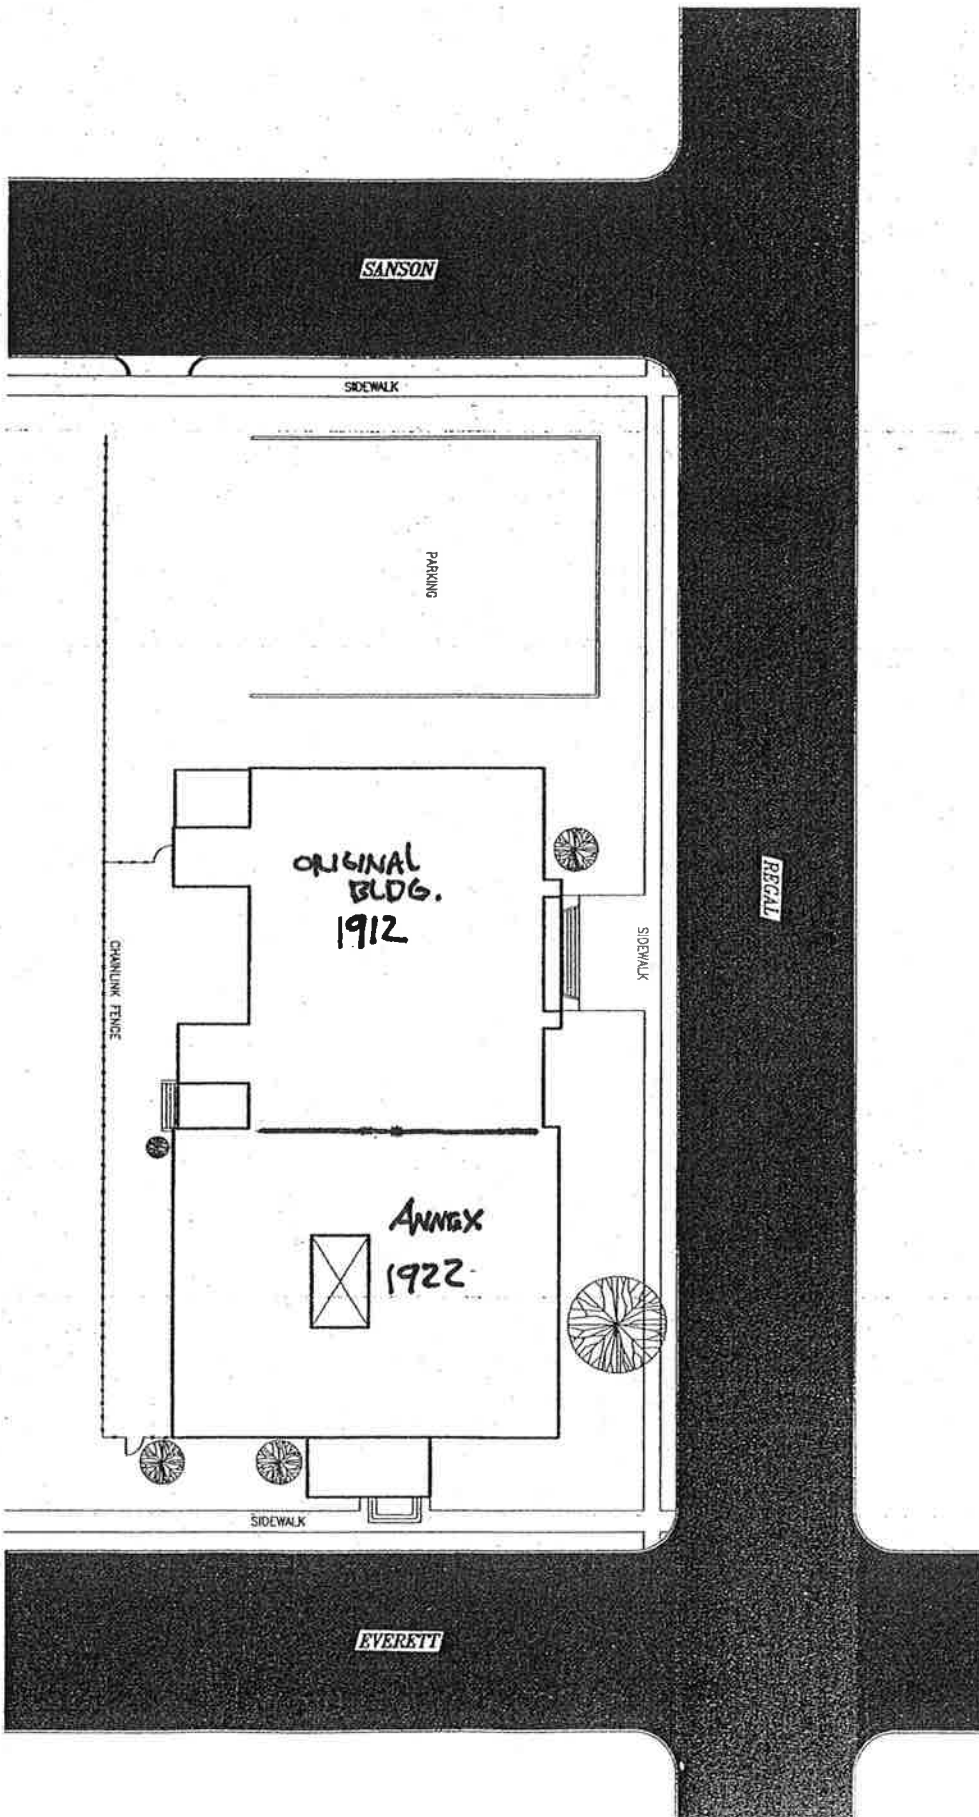 SANSON
SIDEWALK
PARKING
ORIGINAL
BLDG.
1912
REGAL
SIDEWALK
CHAINLINK FENCE
ANNEX
1922
SIDEWALK
EVERETT